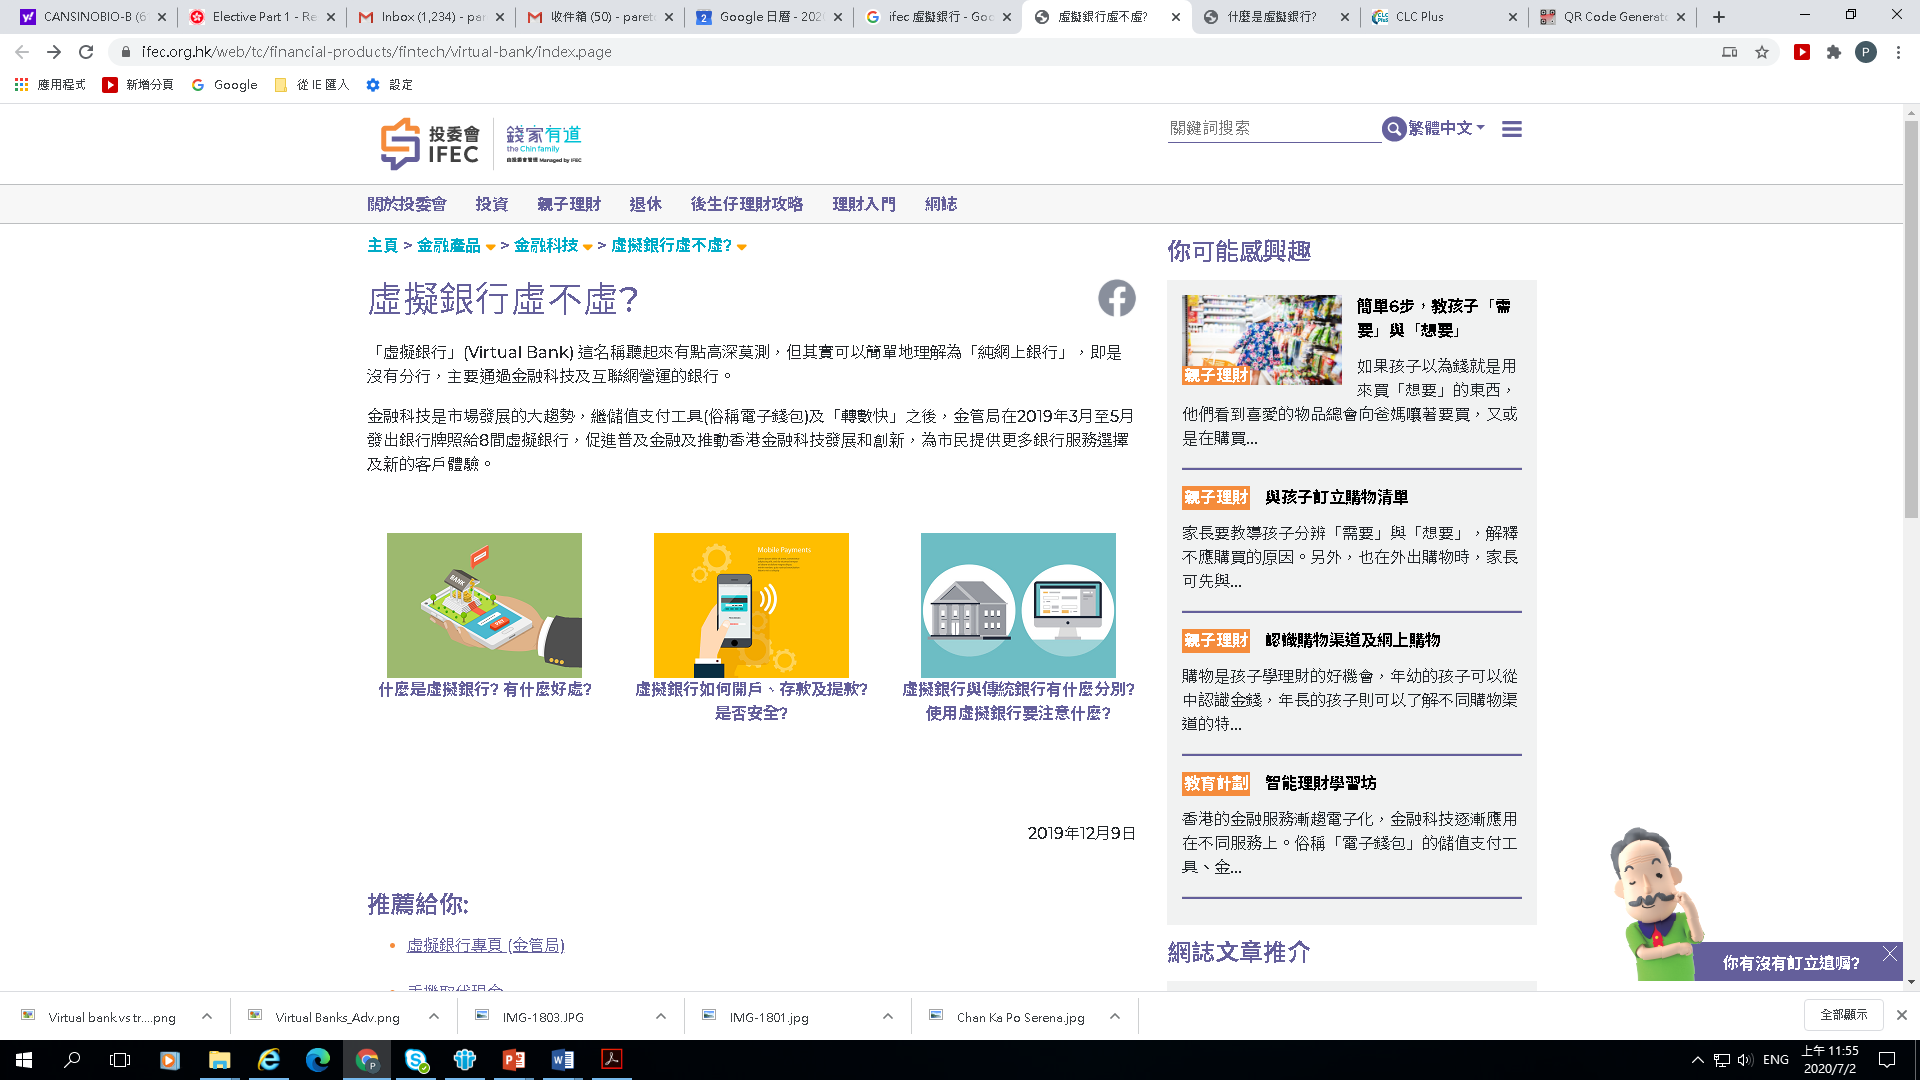 CANSINOBIO-B (6
Elective Part 1 - Re
Inbox (1,234) - par
收件箱 (50) - paret
Google 日曆 - 202
ifec 虛擬銀行 - Goo
虛擬銀行虛不虛?
什麼是虛擬銀行?
CLC Plus
QR Code Generato
ifec.org.hk/web/tc/financial-products/fintech/virtual-bank/index.page
P
應用程式
新增分頁
Google
從 IE 匯入
設定
投委會
IFEC
錢家有道
the Chin family
由投委會管理 Managed by IFEC
關鍵詞搜索
繁體中文
關於投委會
投資
親子理財
退休
後生仔理財攻略
理財入門
網誌
主頁 > 金融產品 > 金融科技 > 虛擬銀行虛不虛?
虛擬銀行虛不虛?
「虛擬銀行」(Virtual Bank) 這名稱聽起來有點高深莫測，但其實可以簡單地理解為「純網上銀行」，即是
沒有分行，主要通過金融科技及互聯網營運的銀行。
金融科技是市場發展的大趨勢，繼儲值支付工具(俗稱電子錢包)及「轉數快」之後，金管局在2019年3月至5月
發出銀行牌照給8間虛擬銀行，促進普及金融及推動香港金融科技發展和創新，為市民提供更多銀行服務選擇
及新的客戶體驗。
BANK
Mobile Payments
什麼是虛擬銀行? 有什麼好處?
虛擬銀行如何開戶、存款及提款?
是否安全?
虛擬銀行與傳統銀行有什麼分別?
使用虛擬銀行要注意什麼?
2019年12月9日
推薦給你:
虛擬銀行專頁 (金管局)
手機取代現金
你可能感興趣
親子理財
簡單6步，教孩子「需
要」與「想要」
如果孩子以為錢就是用
來買「想要」的東西，
他們看到喜愛的物品總會向爸媽嚷著要買，又或
是在購買...
親子理財 與孩子訂立購物清單
家長要教導孩子分辨「需要」與「想要」，解釋
不應購買的原因。另外，也在外出購物時，家長
可先與...
親子理財 認識購物渠道及網上購物
購物是孩子學理財的好機會，年幼的孩子可以從
中認識金錢，年長的孩子則可以了解不同購物渠
道的特...
教育計劃 智能理財學習坊
香港的金融服務漸趨電子化，金融科技逐漸應用
在不同服務上。俗稱「電子錢包」的儲值支付工
具、金...
網誌文章推介
你有沒有訂立遺囑?
Virtual bank vs tr....png
Virtual Banks_Adv.png
IMG-1803.JPG
IMG-1801.jpg
Chan Ka Po Serena.jpg
全部顯示
ENG
上午 11:55
2020/7/2